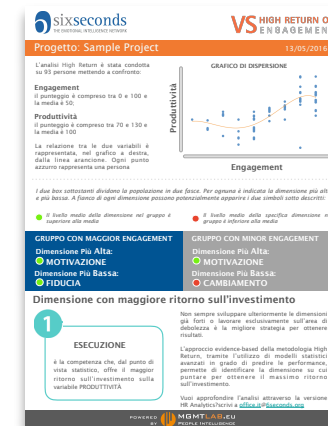 sixseconds
THE EMOTIONAL INTELLIGENCE NETWORK
VS HIGH RETURN O
ENGAGEMEN
Progetto: Sample Project
13/05/2016
L'analisi High Return è stata condotta
su 93 persone mettendo a confronto:
Engagement
il punteggio è compreso tra 0 e 100 e
la media è 50;
Produttività
il punteggio è compreso tra 70 e 130 e
la media è 100
La relazione tra le due variabili è
rappresentata, nel grafico a destra,
dalla linea arancione. Ogni punto
azzurro rappresenta una persona
GRAFICO DI DISPERSIONE
Produttività
Engagement
I due box sottostanti dividono la popolazione in due fasce. Per ognuna è indicata la dimensione più alt
e più bassa. A fianco di ogni dimensione possono potenzialmente apparire i due simboli sotto descritti:
Il livello medio della dimensione nel gruppo è
superiore alla media
Il livello medio della specifica dimensione n
gruppo è inferiore alla media
GRUPPO CON MAGGIOR ENGAGEMENT
Dimensione Più Alta:
MOTIVAZIONE
Dimensione Più Bassa:
FIDUCIA
GRUPPO CON MINOR ENGAGEMENT
Dimensione Più Alta:
MOTIVAZIONE
Dimensione Più Bassa:
CAMBIAMENTO
Dimensione con maggiore ritorno sull'investimento
1
ESECUZIONE
è la competenza che, dal punto di
vista statistico, offre il maggior
ritorno sull'investimento sulla
variabile PRODUTTIVITÀ
Non sempre sviluppare ulteriormente le dimensioni
già forti o lavorare esclusivamente sull'area di
debolezza è la migliore strategia per ottenere
risultati.
L'approccio evidence-based della metodologia High
Return, tramite l'utilizzo di modelli statistici
avanzati in grado di predire le performance,
permette di identificare la dimensione su cui
puntare per ottenere il massimo ritorno
sull'investimento.
Vuoi approfondire l'analisi attraverso la versione
HR Analytics?scrivi a office.it@6seconds.org
POWERED BY MGMTLAB.EU
PEOPLE INTELLIGENCE